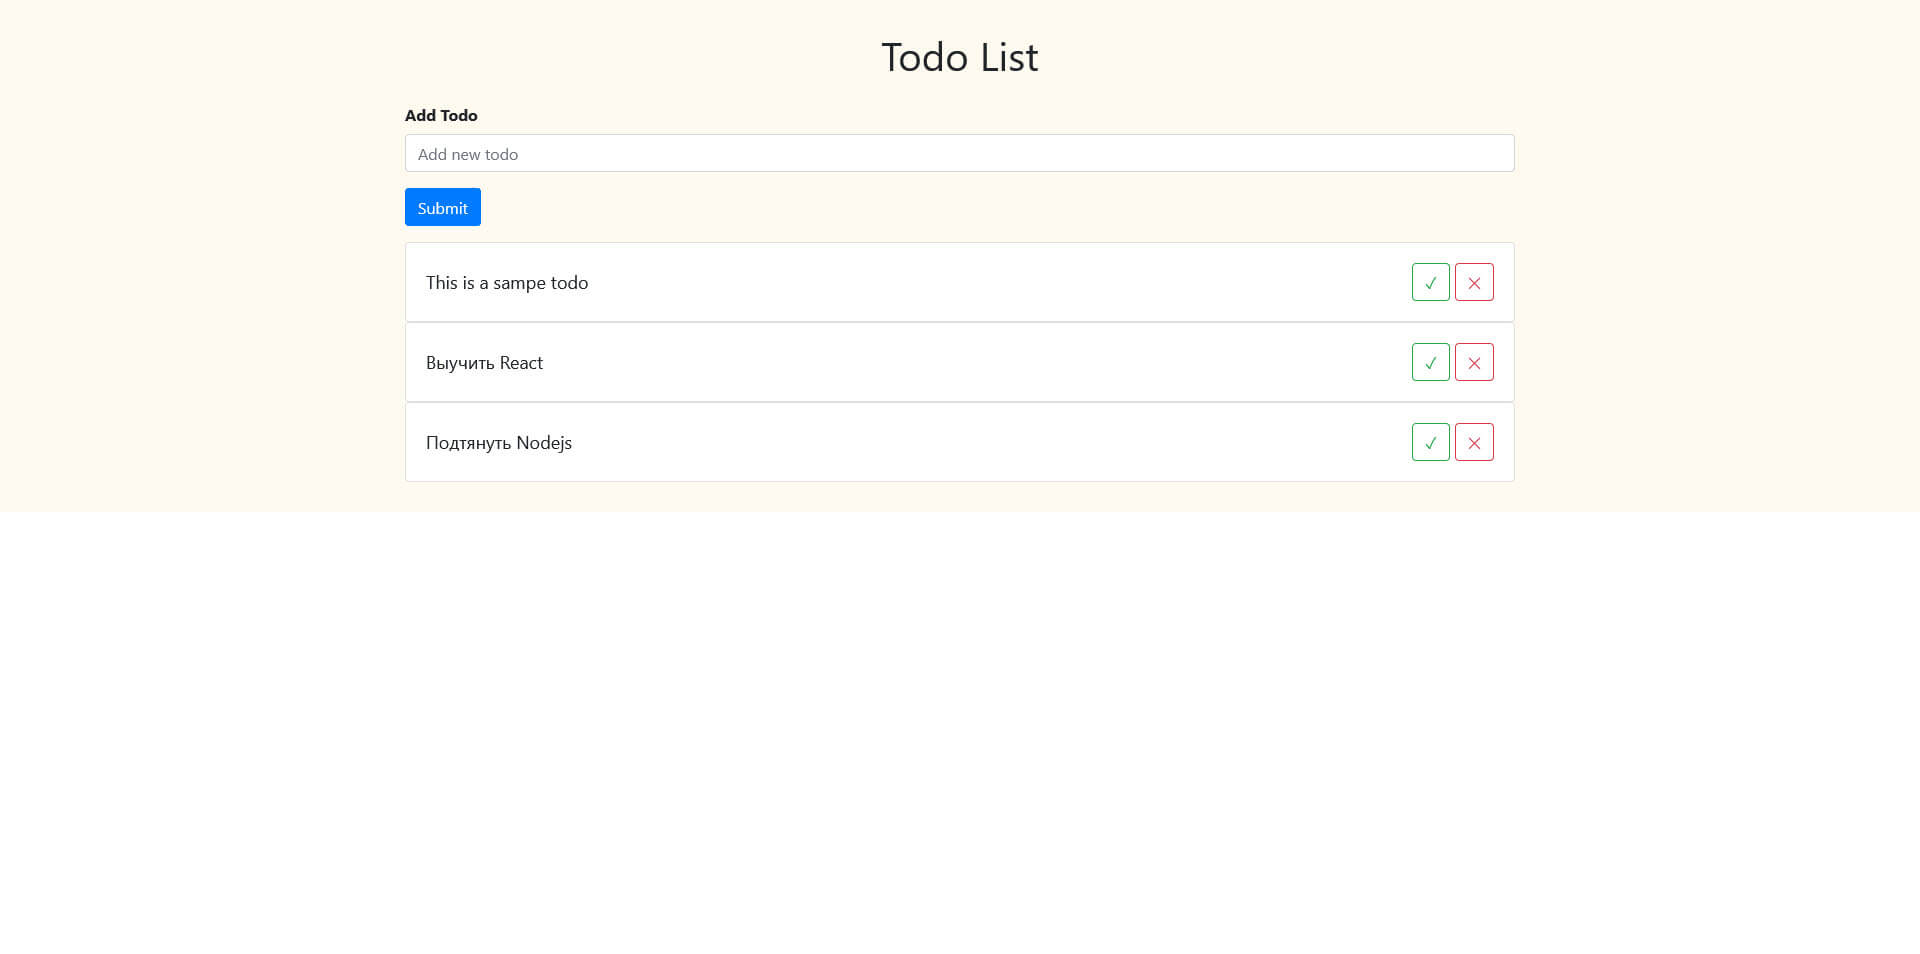 Todo List
Add Todo
Add new todo
Submit
This is a sampe todo
✓ ✕
Выучить React
✓ ✕
Подтянуть Nodejs
✓ ✕